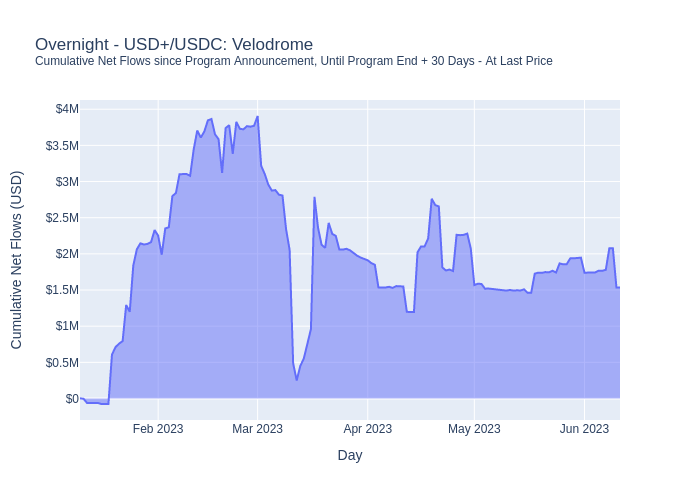 Overnight - USD+/USDC: Velodrome
Cumulative Net Flows since Program Announcement, Until Program End + 30 Days - At Last Price
Cumulative Net Flows (USD)
$4M
$3.5M
$3M
$2.5M
$2M
$1.5M
$1M
$0.5M
$0
Feb 2023 Mar 2023 Apr 2023 May 2023 Jun 2023
Day